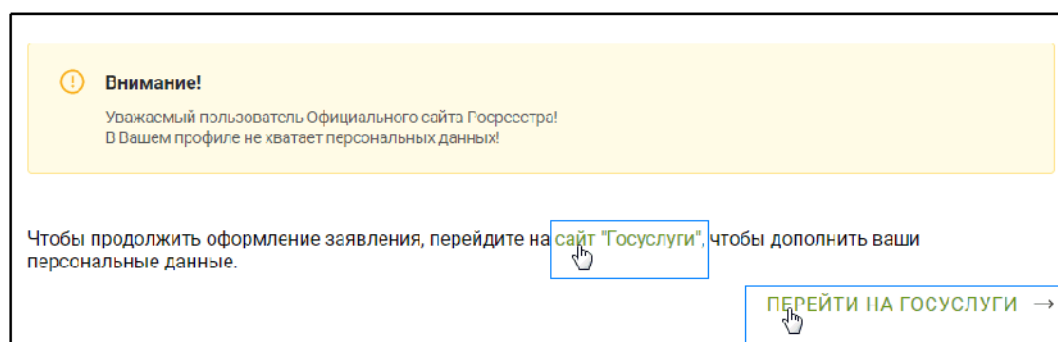 Внимание!
Уважаемый пользователь Официального сайта Росреестра!
В Вашем профиле не хватает персональных данных!
Чтобы продолжить оформление заявления, перейдите на сайт "Госуслуги", чтобы дополнить ваши
персональные данные.
ПЕРЕЙТИ НА ГОСУСЛУГИ →